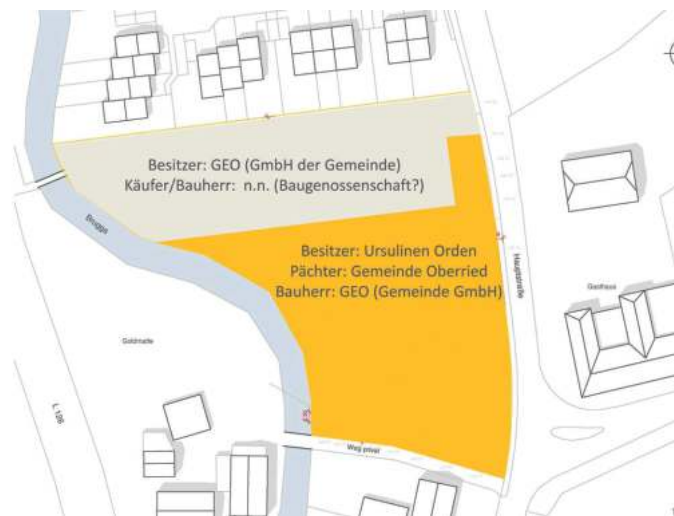 Besitzer: GEO (GmbH der Gemeinde)
Käufer/Bauherr: n.n. (Baugenossenschaft?)
Brugga
Besitzer: Ursulinen Orden
Pächter: Gemeinde Oberried
Bauherr: GEO (Gemeinde GmbH)
Hauptstraße
Gasthaus
Goldmatte
L 126
Weg privat